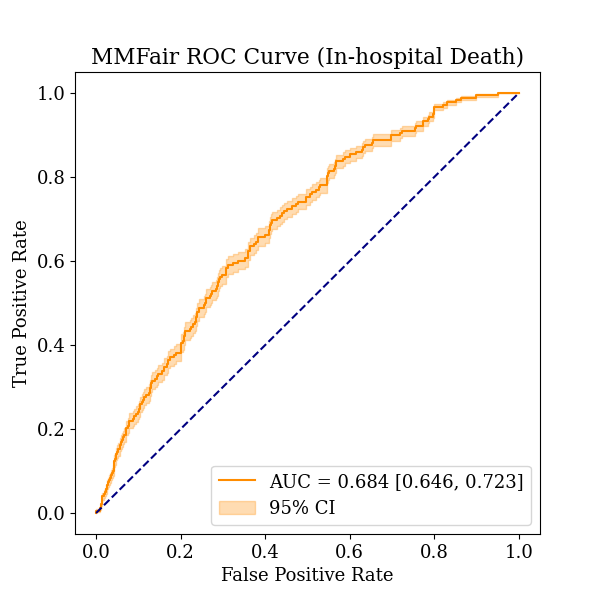 MMFair ROC Curve (In-hospital Death)
True Positive Rate
1.0
0.8
0.6
0.4
0.2
0.0
AUC = 0.684 [0.646, 0.723]
95% CI
0.0 0.2 0.4 0.6 0.8 1.0
False Positive Rate